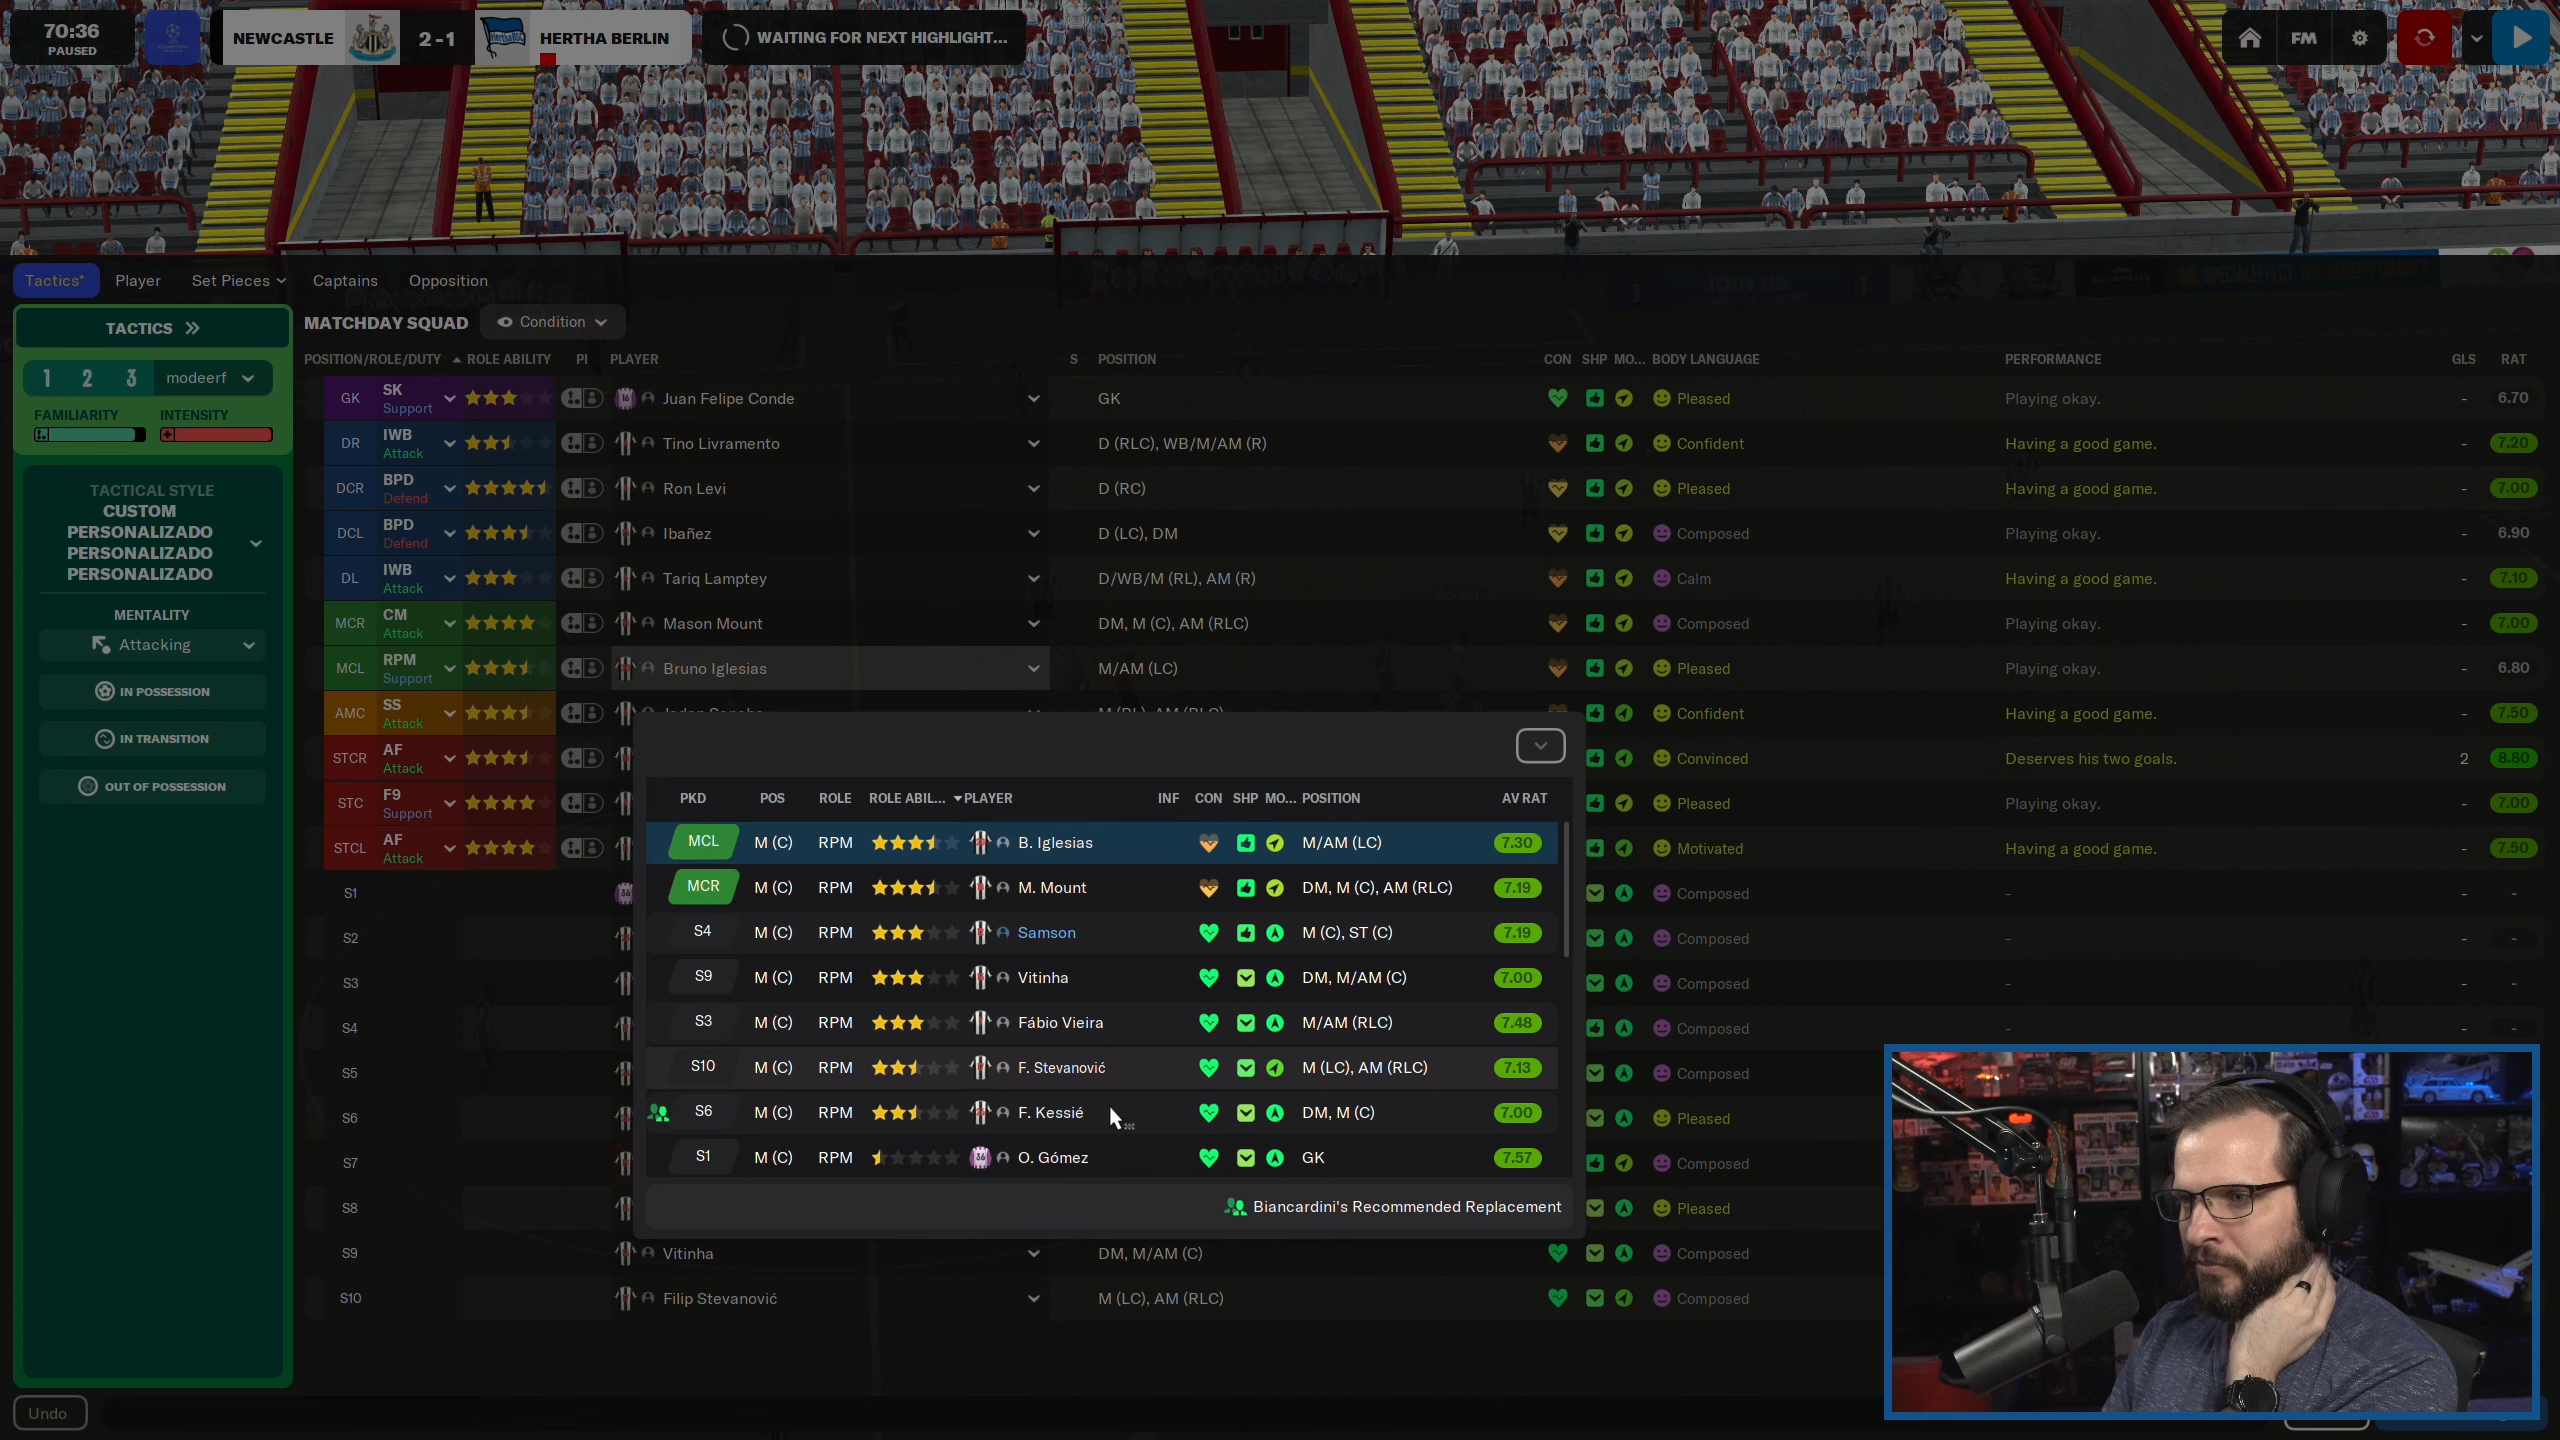 70:36
PAUSED
NEWCASTLE
2 - 1
HERTHA BERLIN
WAITING FOR NEXT HIGHLIGHT...
FM
Tactics*
Player
Set Pieces
Captains
Opposition
JOIN US
TACTICS
1 2 3 modeerf
FAMILIARITY INTENSITY
TACTICAL STYLE
CUSTOM
PERSONALIZADO
PERSONALIZADO
PERSONALIZADO
MENTALITY
Attacking
IN POSSESSION
IN TRANSITION
OUT OF POSSESSION
MATCHDAY SQUAD
Condition
POSITION/ROLE/DUTY ROLE ABILITY PI PLAYER S POSITION CON SHP MO... BODY LANGUAGE PERFORMANCE GLS RAT
GK SK Support 16 Juan Felipe Conde GK Pleased Playing okay. - 6.70
DR IWB Attack Tino Livramento D (RLC), WB/M/AM (R) Confident Having a good game. - 7.20
DCR BPD Defend Ron Levi D (RC) Pleased Having a good game. - 7.00
DCL BPD Defend Ibañez D (LC), DM Composed Playing okay. - 6.90
DL IWB Attack Tariq Lamptey D/WB/M (RL), AM (R) Calm Having a good game. - 7.10
MCR CM Attack Mason Mount DM, M (C), AM (RLC) Composed Playing okay. - 7.00
MCL RPM Support Bruno Iglesias M/AM (LC) Pleased Playing okay. - 6.80
AMC SS Attack Confident Having a good game. - 7.50
STCR AF Attack Convinced Deserves his two goals. 2 8.80
STC F9 Support Pleased Playing okay. - 7.00
STCL AF Attack Motivated Having a good game. - 7.50
S1 36 Composed - - -
S2 Composed - - -
S3 Composed - - -
S4 Composed - - -
S5 Composed
S6 Pleased
S7 Composed
S8 Pleased
S9 Vitinha DM, M/AM (C) Composed
S10 Filip Stevanović M (LC), AM (RLC) Composed
PKD POS ROLE ROLE ABIL... PLAYER INF CON SHP MO... POSITION AV RAT
MCL M (C) RPM B. Iglesias M/AM (LC) 7.30
MCR M (C) RPM M. Mount DM, M (C), AM (RLC) 7.19
S4 M (C) RPM Samson M (C), ST (C) 7.19
S9 M (C) RPM Vitinha DM, M/AM (C) 7.00
S3 M (C) RPM Fábio Vieira M/AM (RLC) 7.48
S10 M (C) RPM F. Stevanović M (LC), AM (RLC) 7.13
S6 M (C) RPM F. Kessié DM, M (C) 7.00
S1 M (C) RPM 36 O. Gómez GK 7.57
Biancardini's Recommended Replacement
Undo